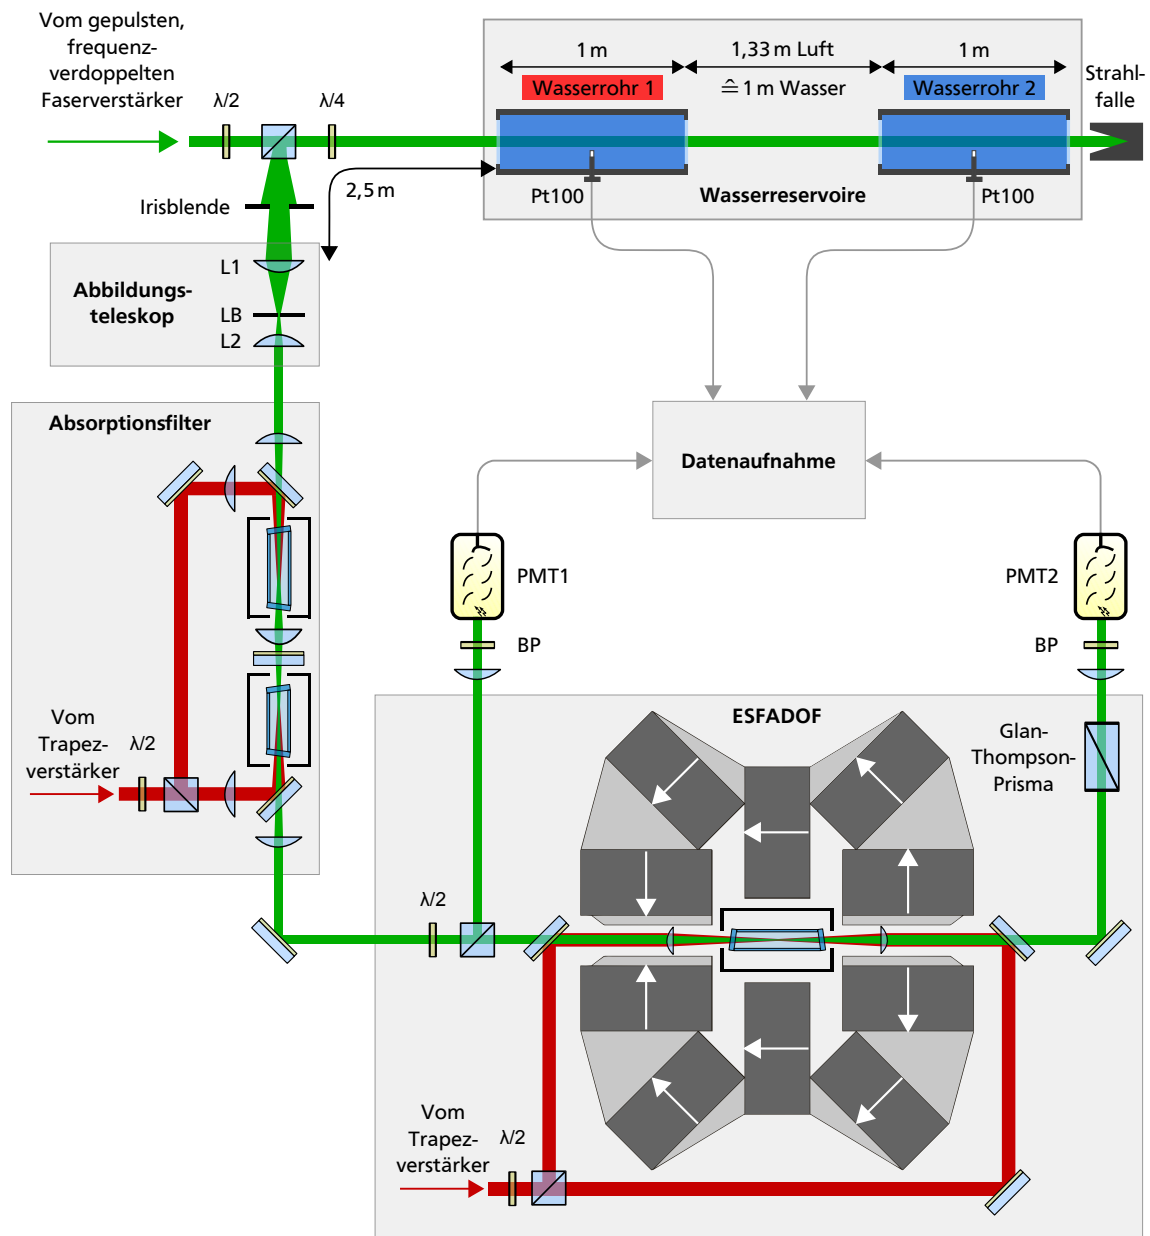 Vom gepulsten,
frequenz-
verdoppelten
Faserverstärker
λ/2
λ/4
1 m
1,33 m Luft
1 m
Wasserrohr 1
≙ 1 m Wasser
Wasserrohr 2
Strahl-
falle
2,5 m
Pt100
Wasserreservoire
Pt100
Irisblende
L1
Abbildungs-
teleskop
LB
L2
Absorptionsfilter
Datenaufnahme
PMT1
PMT2
BP
BP
Vom
Trapez-
verstärker
λ/2
ESFADOF
Glan-
Thompson-
Prisma
λ/2
Vom
Trapez-
verstärker
λ/2